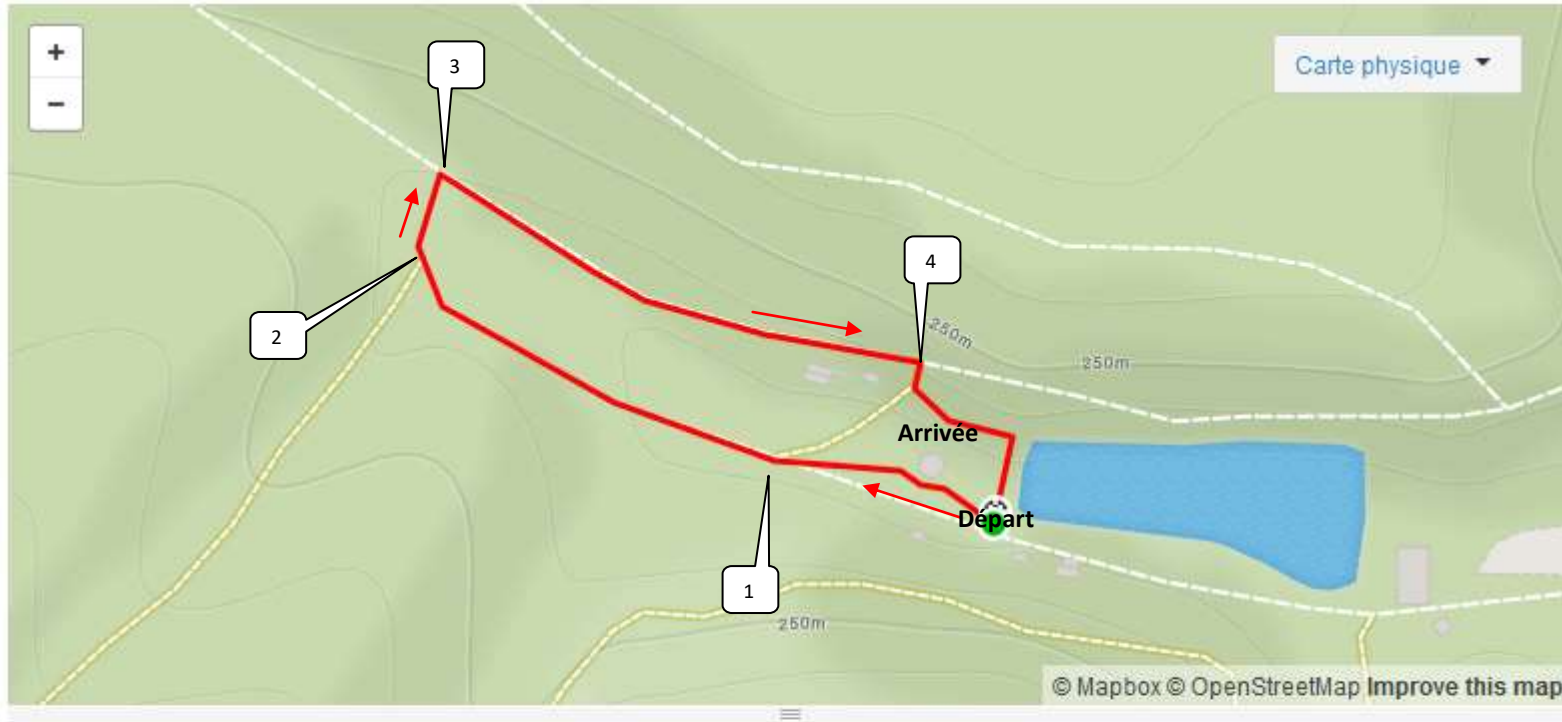 +
−
3
Carte physique
4
250m
250m
2
Arrivée
Départ
1
250m
© Mapbox © OpenStreetMap Improve this map